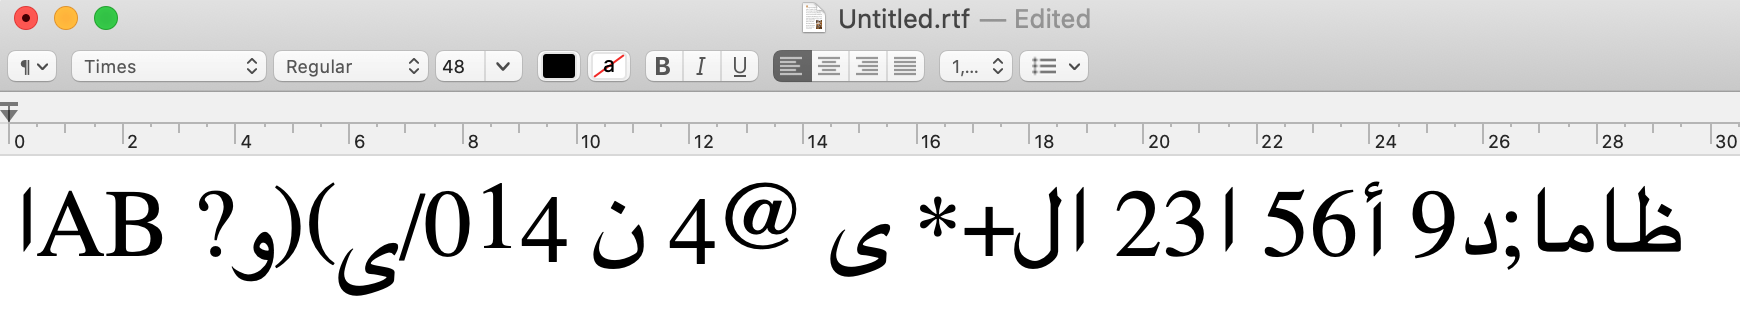 Untitled.rtf — Edited
¶ Times Regular 48 a B I U 1,...
0 2 4 6 8 10 12 14 16 18 20 22 24 26 28 30
ظاما;د9 أ56 ا23 ال+* ى @4 ن 014/ى)(و? ABا